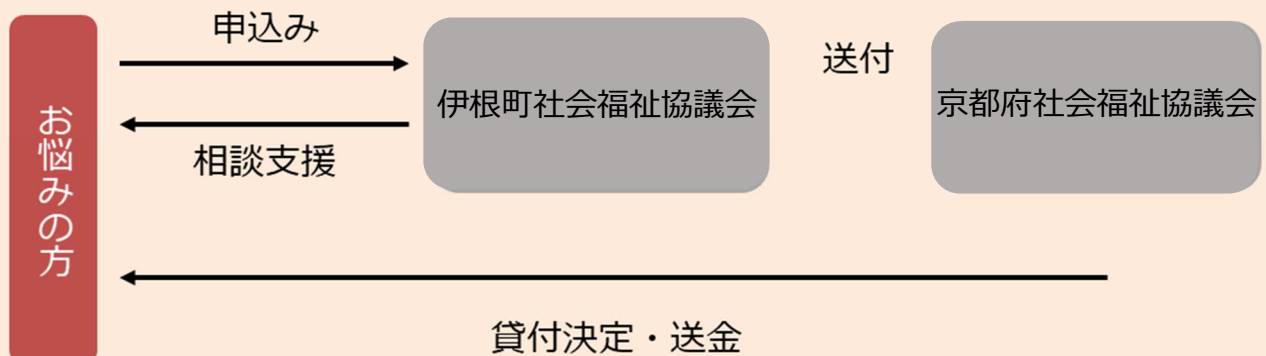 お悩みの方
申込み
相談支援
伊根町社会福祉協議会
送付
京都府社会福祉協議会
貸付決定・送金